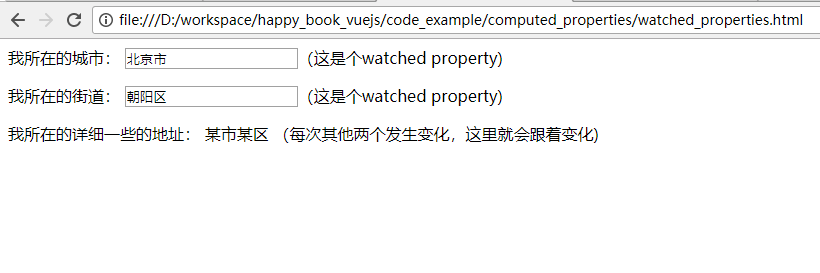 file:///D:/workspace/happy_book_vuejs/code_example/computed_properties/watched_properties.html
我所在的城市： 北京市 (这是个watched property)
我所在的街道： 朝阳区 (这是个watched property)
我所在的详细一些的地址： 某市某区 (每次其他两个发生变化，这里就会跟着变化)